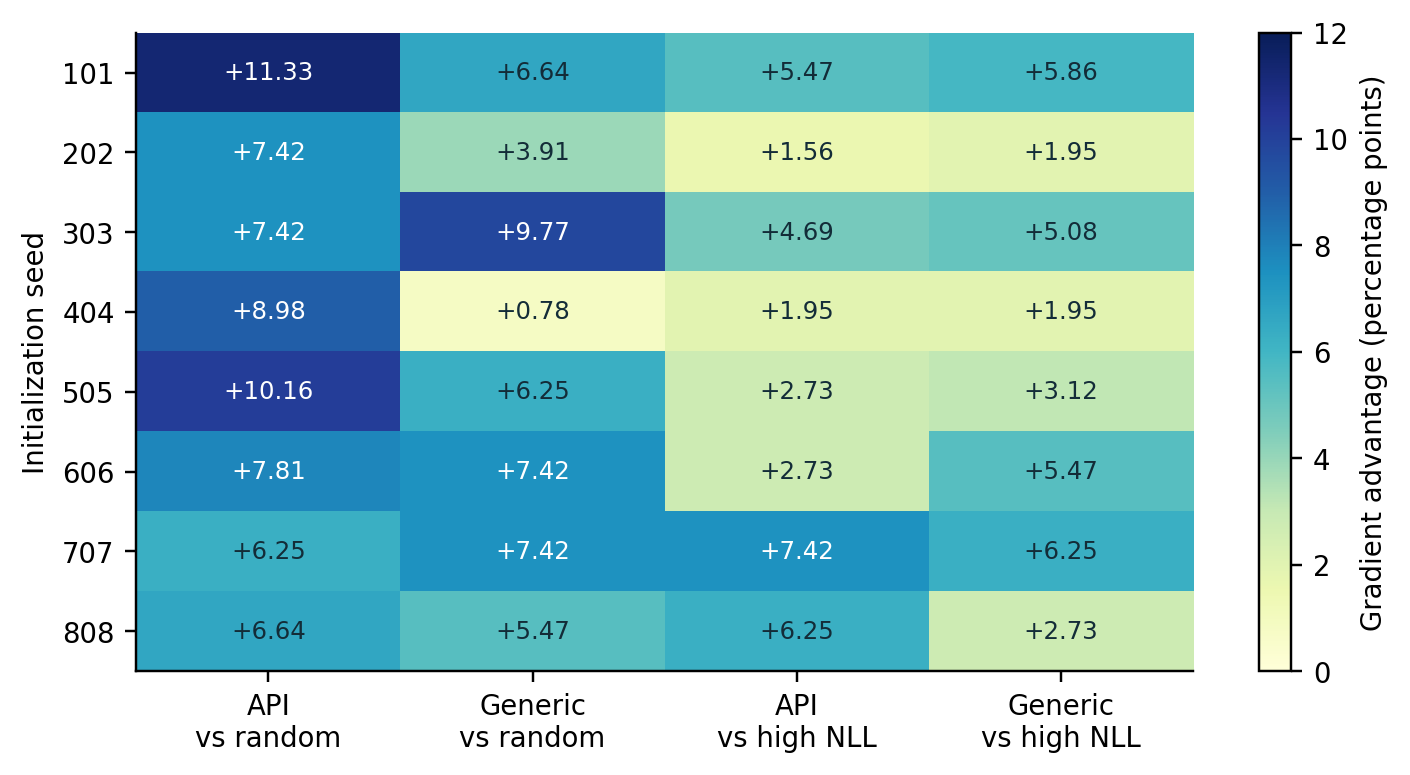 101 +11.33 +6.64 +5.47 +5.86 12
202 +7.42 +3.91 +1.56 +1.95 10
303 +7.42 +9.77 +4.69 +5.08 8
404 +8.98 +0.78 +1.95 +1.95 6
505 +10.16 +6.25 +2.73 +3.12
606 +7.81 +7.42 +2.73 +5.47 4
707 +6.25 +7.42 +7.42 +6.25 2
808 +6.64 +5.47 +6.25 +2.73 0
Initialization seed
Gradient advantage (percentage points)
API Generic API Generic
vs random vs random vs high NLL vs high NLL